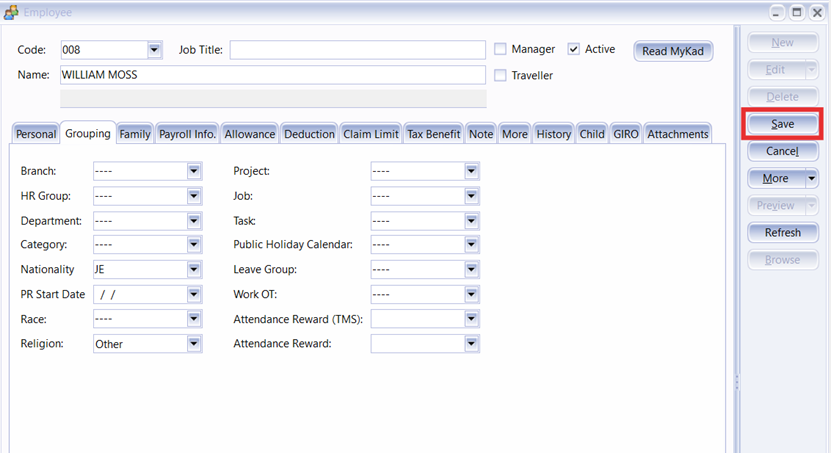 Employee
Code: 008 Job Title: Manager Active Read MyKad
Name: WILLIAM MOSS Traveller
Personal Grouping Family Payroll Info. Allowance Deduction Claim Limit Tax Benefit Note More History Child GIRO Attachments
Branch: ---- Project: ----
HR Group: ---- Job: ----
Department: ---- Task: ----
Category: ---- Public Holiday Calendar: ----
Nationality JE Leave Group: ----
PR Start Date / / Work OT: ----
Race: ---- Attendance Reward (TMS):
Religion: Other Attendance Reward:
New
Edit
Delete
Save
Cancel
More
Preview
Refresh
Browse